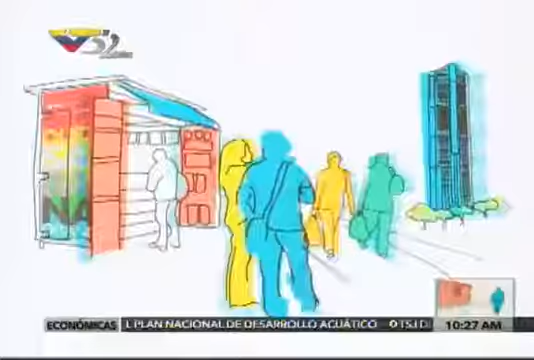 ECONÓMICAS L PLAN NACIONAL DE DESARROLLO ACUÁTICO
10:27 AM